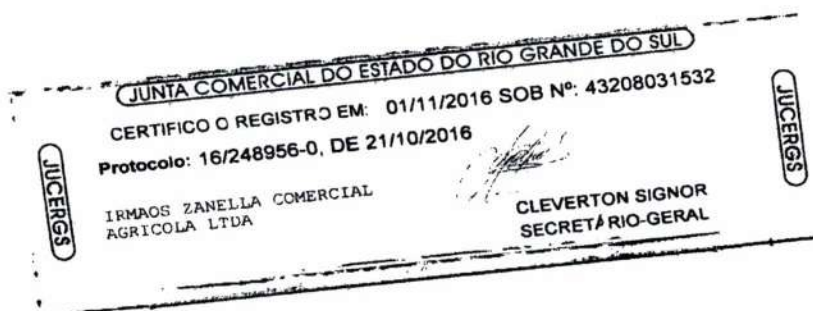 JUNTA COMERCIAL DO ESTADO DO RIO GRANDE DO SUL
CERTIFICO O REGISTRO EM: 01/11/2016 SOB Nº: 43208031532
Protocolo: 16/248956-0, DE 21/10/2016
JUCERGS
IRMAOS ZANELLA COMERCIAL
AGRICOLA LTDA
CLEVERTON SIGNOR
SECRETÁRIO-GERAL
JUCERGS